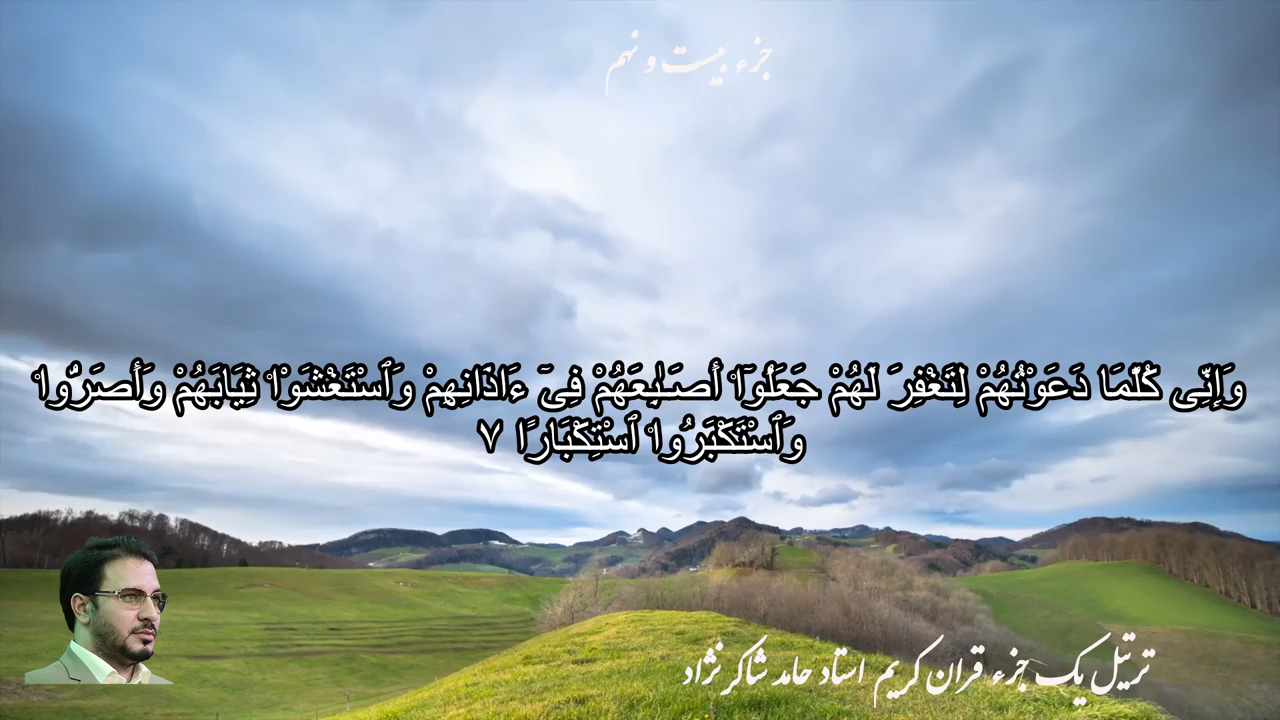 جزء بیست و نهم
وَإِنِّى كُلَّمَا دَعَوْتُهُمْ لِتَغْفِرَ لَهُمْ جَعَلُوٓا۟ أَصَـٰبِعَهُمْ فِىٓ ءَاذَانِهِمْ وَٱسْتَغْشَوْا۟ ثِيَابَهُمْ وَأَصَرُّوا۟
وَٱسْتَكْبَرُوا۟ ٱسْتِكْبَارًا ٧
ترتیل یک جزء قران کریم استاد حامد شاکرنژاد